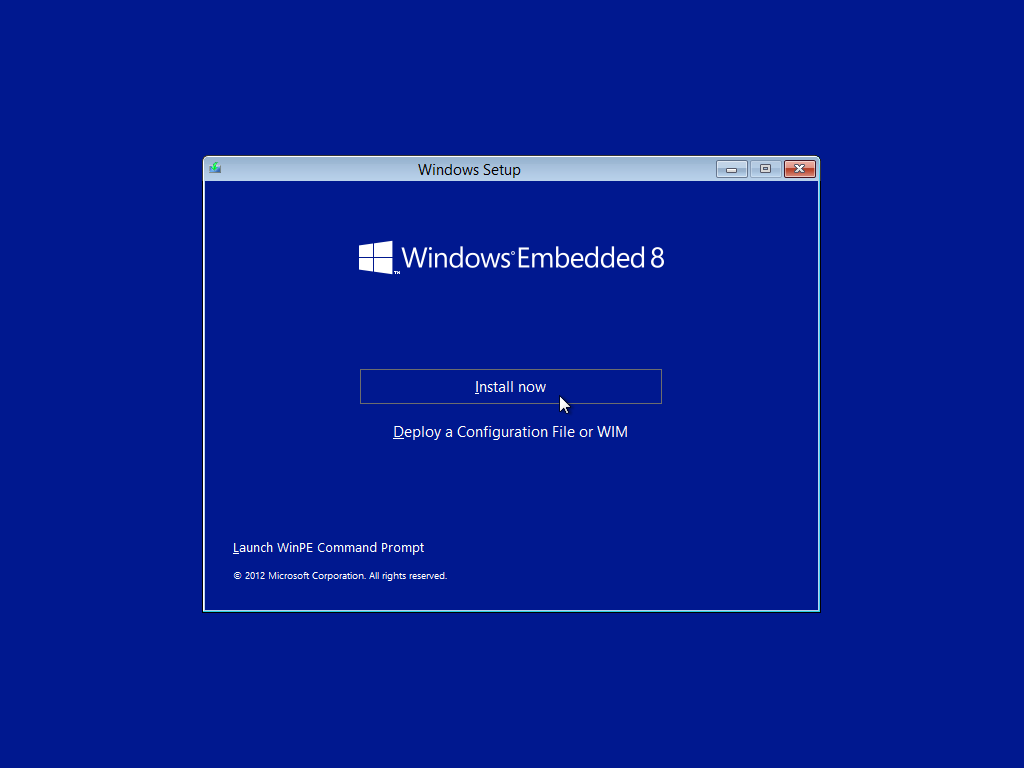 Windows Setup
Windows® Embedded 8
™
Install now
Deploy a Configuration File or WIM
Launch WinPE Command Prompt
© 2012 Microsoft Corporation. All rights reserved.